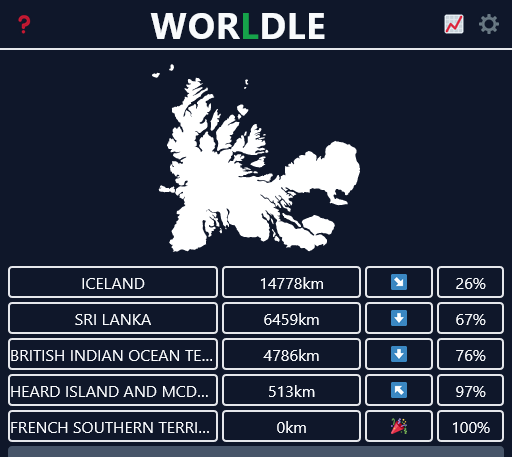 ?
WORLDLE
ICELAND 14778km 26%
SRI LANKA 6459km 67%
BRITISH INDIAN OCEAN TE... 4786km 76%
HEARD ISLAND AND MCD... 513km 97%
FRENCH SOUTHERN TERRI... 0km 100%